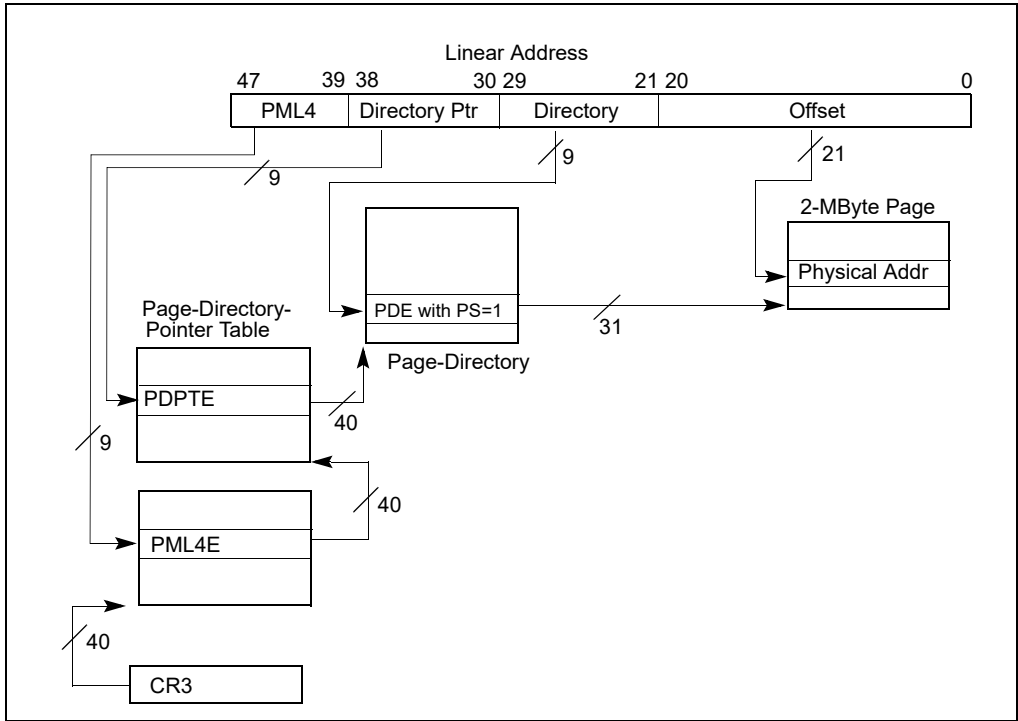 Linear Address
47 39 38 30 29 21 20 0
PML4 Directory Ptr Directory Offset
9 9 21
2-MByte Page
Physical Addr
PDE with PS=1
31
Page-Directory
Page-Directory-
Pointer Table
PDPTE
40
9
40
PML4E
40
CR3